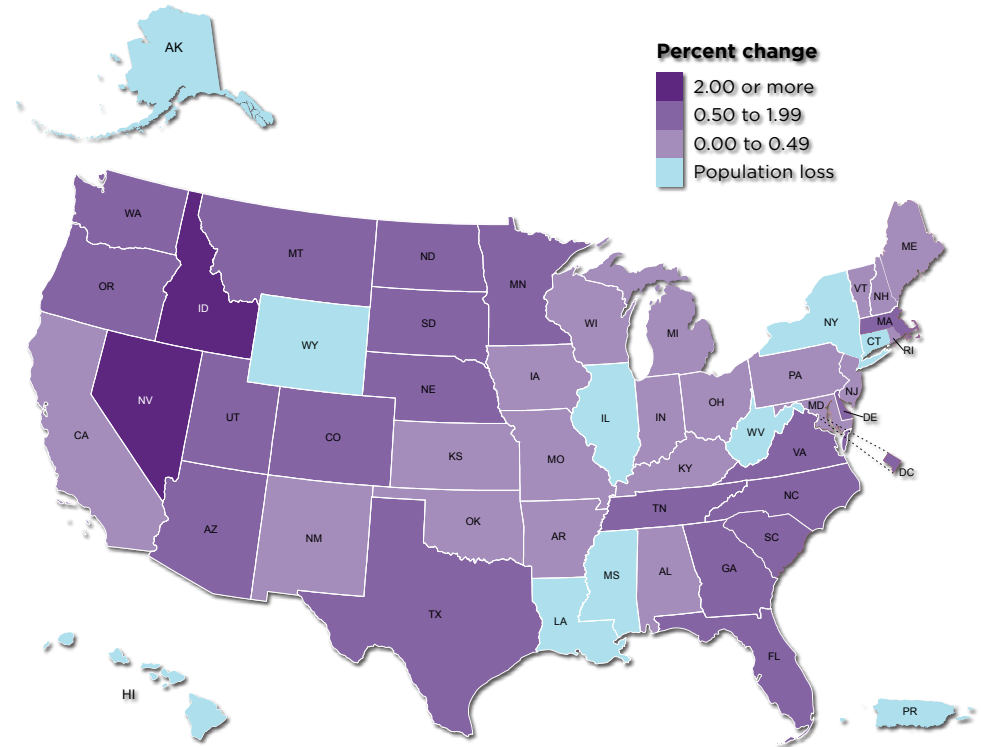 AK
Percent change
2.00 or more
0.50 to 1.99
0.00 to 0.49
Population loss
WA
MT
ND
MN
ME
OR
ID
SD
WI
MI
VT
NH
NY
MA
CT
RI
WY
NE
IA
PA
NJ
NV
UT
CO
IL
IN
OH
MD
DE
WV
CA
KS
MO
KY
VA
DC
AZ
NM
OK
AR
TN
NC
SC
MS
AL
GA
TX
LA
FL
HI
PR